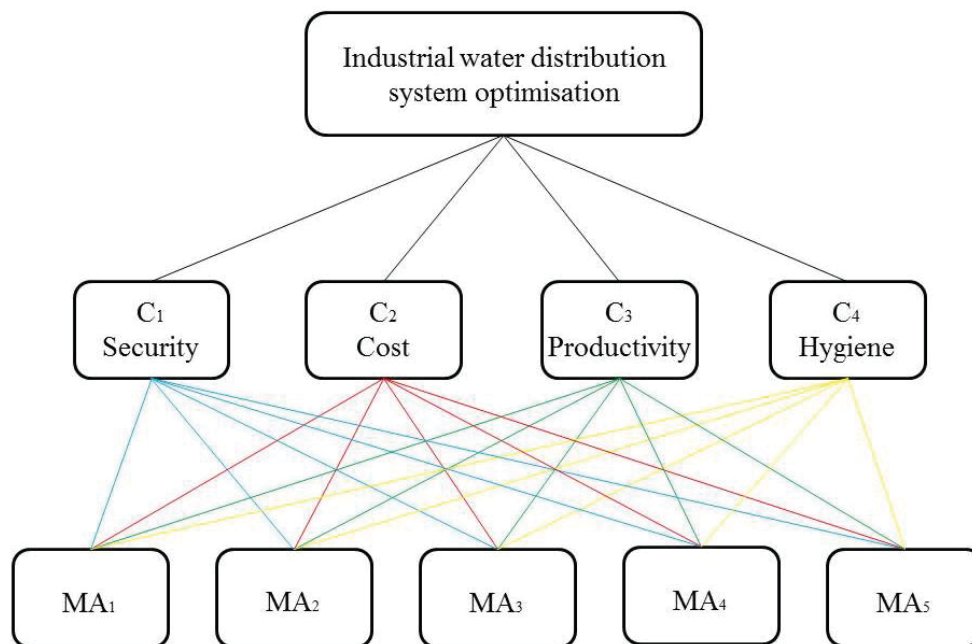 Industrial water distribution
system optimisation
C1
Security
C2
Cost
C3
Productivity
C4
Hygiene
MA1
MA2
MA3
MA4
MA5